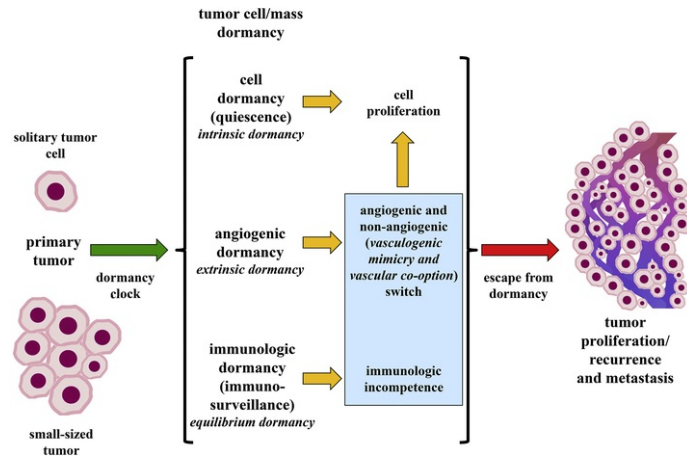 tumor cell/mass
dormancy
solitary tumor
cell
primary
tumor
small-sized
tumor
dormancy
clock
cell
dormancy
(quiescence)
intrinsic dormancy
angiogenic
dormancy
extrinsic dormancy
immunologic
dormancy
(immuno-
surveillance)
equilibrium dormancy
cell
proliferation
angiogenic and
non-angiogenic
(vasculogenic
mimicry and
vascular co-option)
switch
immunologic
incompetence
escape from
dormancy
tumor
proliferation/
recurrence
and metastasis